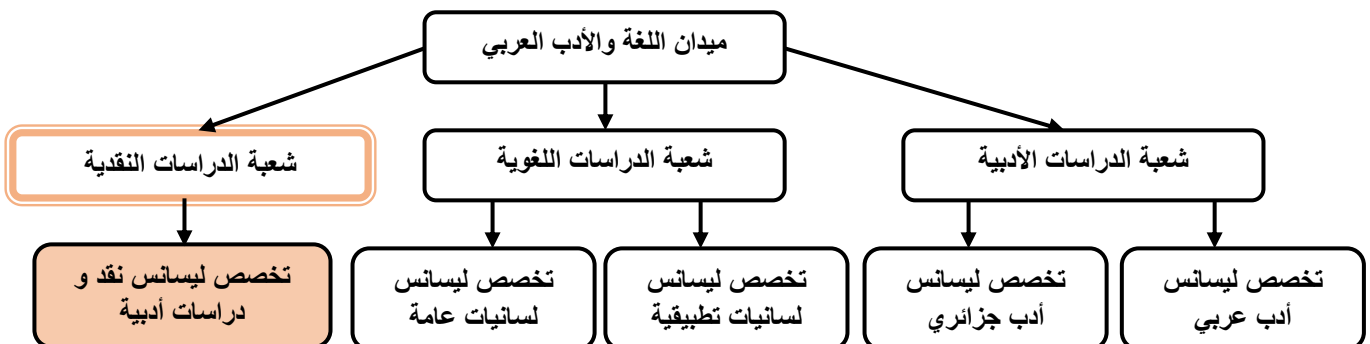 ميدان اللغة والأدب العربي
شعبة الدراسات الأدبية
شعبة الدراسات اللغوية
شعبة الدراسات النقدية
تخصص ليسانس
أدب عربي
تخصص ليسانس
أدب جزائري
تخصص ليسانس
لسانيات تطبيقية
تخصص ليسانس
لسانيات عامة
تخصص ليسانس نقد و
دراسات أدبية